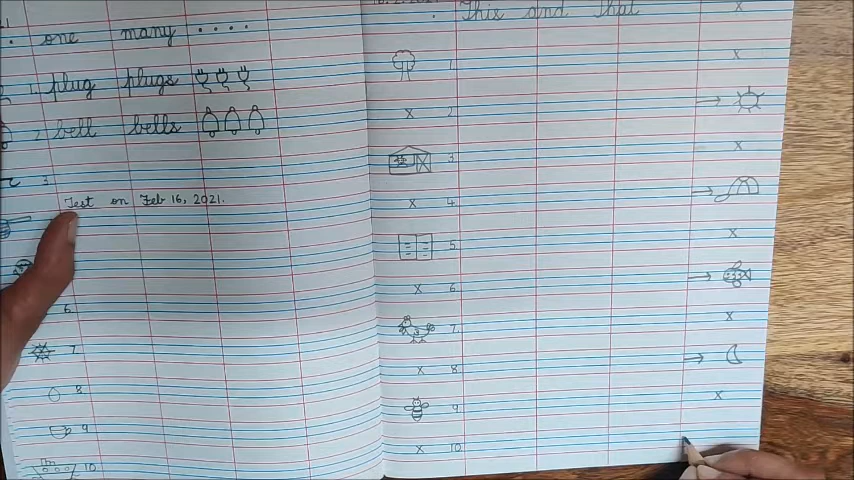 one many . . . .
1. plug plugs
2. bell bells
3
Test on Feb 16, 2021.
6.
7.
8.
9
10
This and That
x
1.
x
x 2
3
x
x 4
5
x
x 6
7.
x
x 8
9
x
x 10